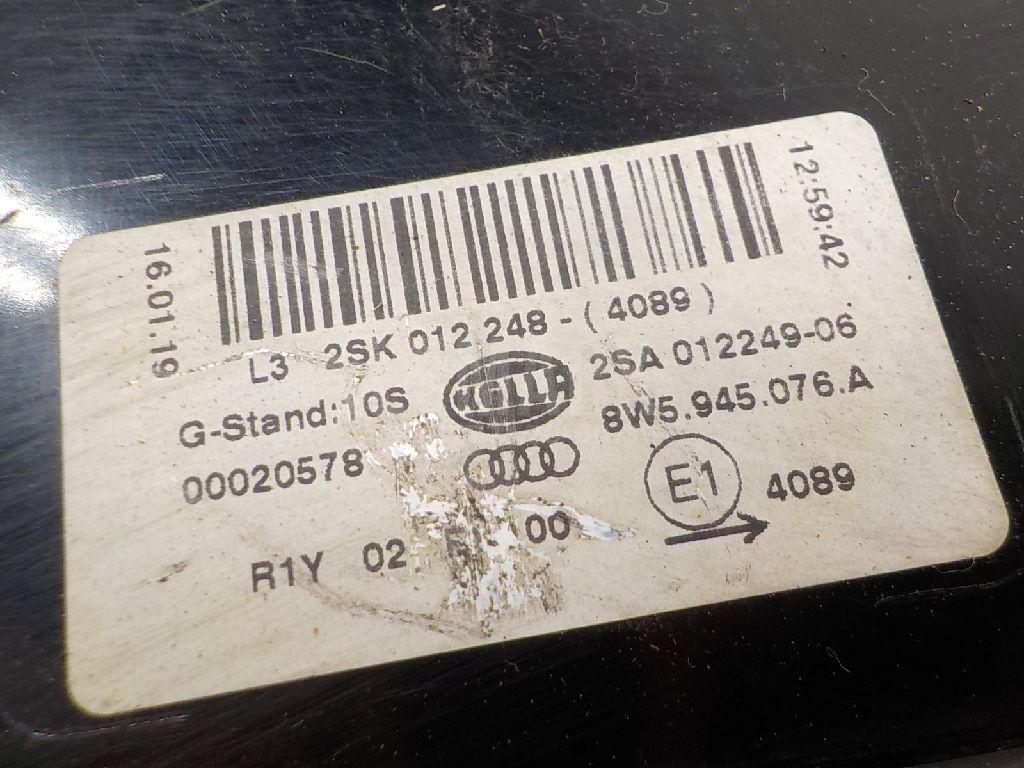 16.01.19
12:59:42
L3 2SK 012 248 - ( 4089 )
G-Stand:10S HELLA 2SA 012249-06
00020578 8W5.945.076.A
E1 4089
R1Y 02 00